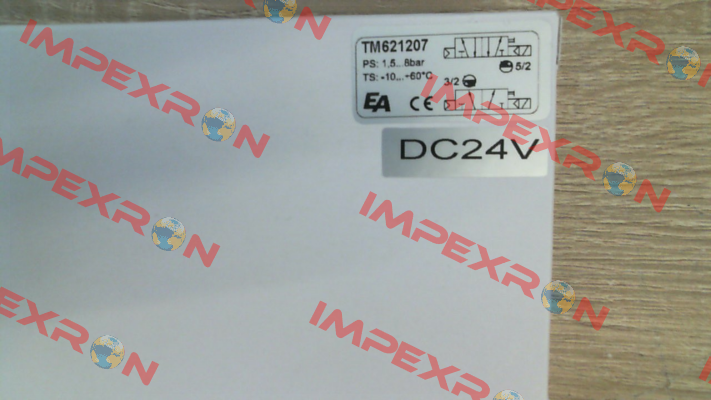 TM621207
PS: 1,5...8bar
TS: -10...+60°C
5/2
3/2
EA CE
DC24V
IMPEXRON
IMPEXRON
IMPEXRON
IMPEXRON
IMPEXRON
IMPEXRON
IMPEXRON